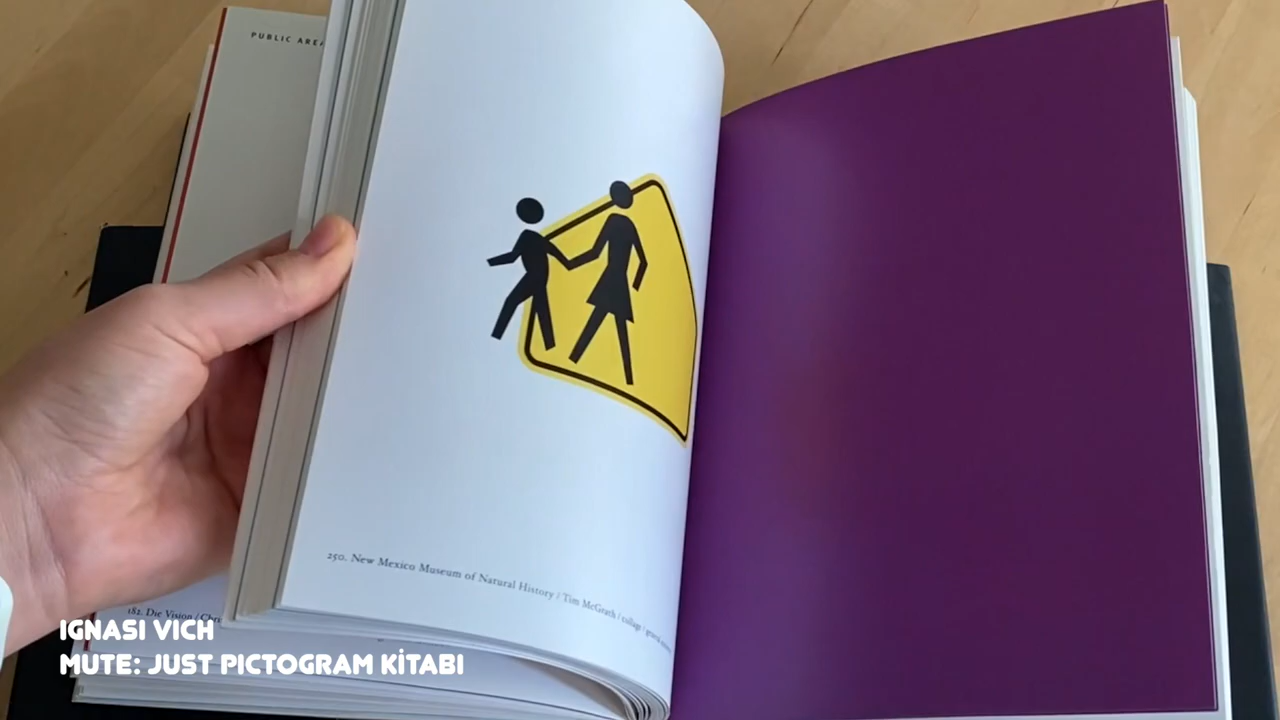 PUBLIC AREA
250. New Mexico Museum of Natural History / Tim McGrath / collage /
182. Die Vision /
IGNASI VICH
MUTE: JUST PICTOGRAM KİTABI